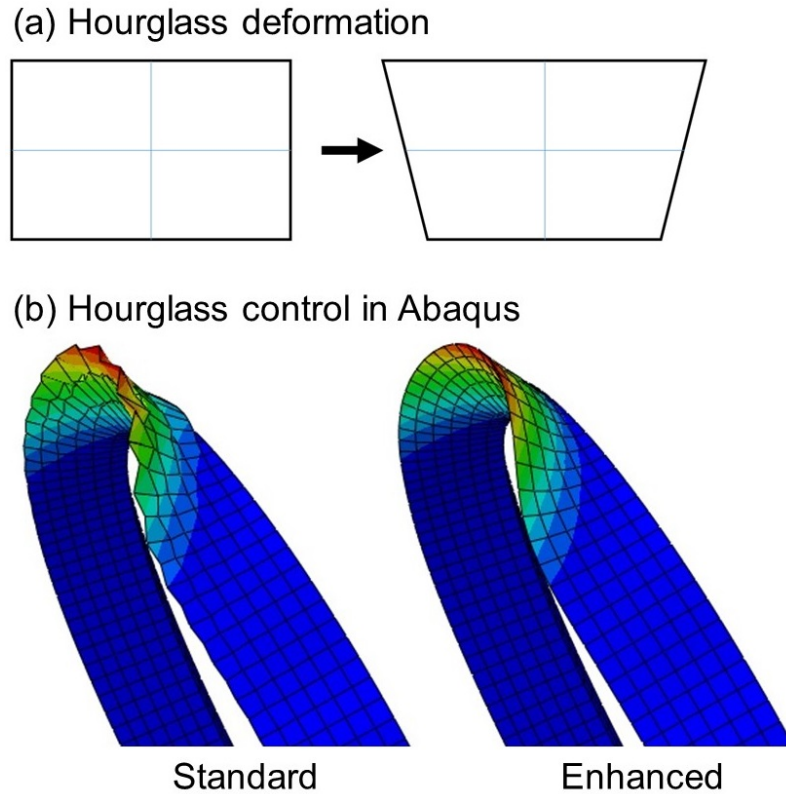 (a) Hourglass deformation
(b) Hourglass control in Abaqus
Standard
Enhanced